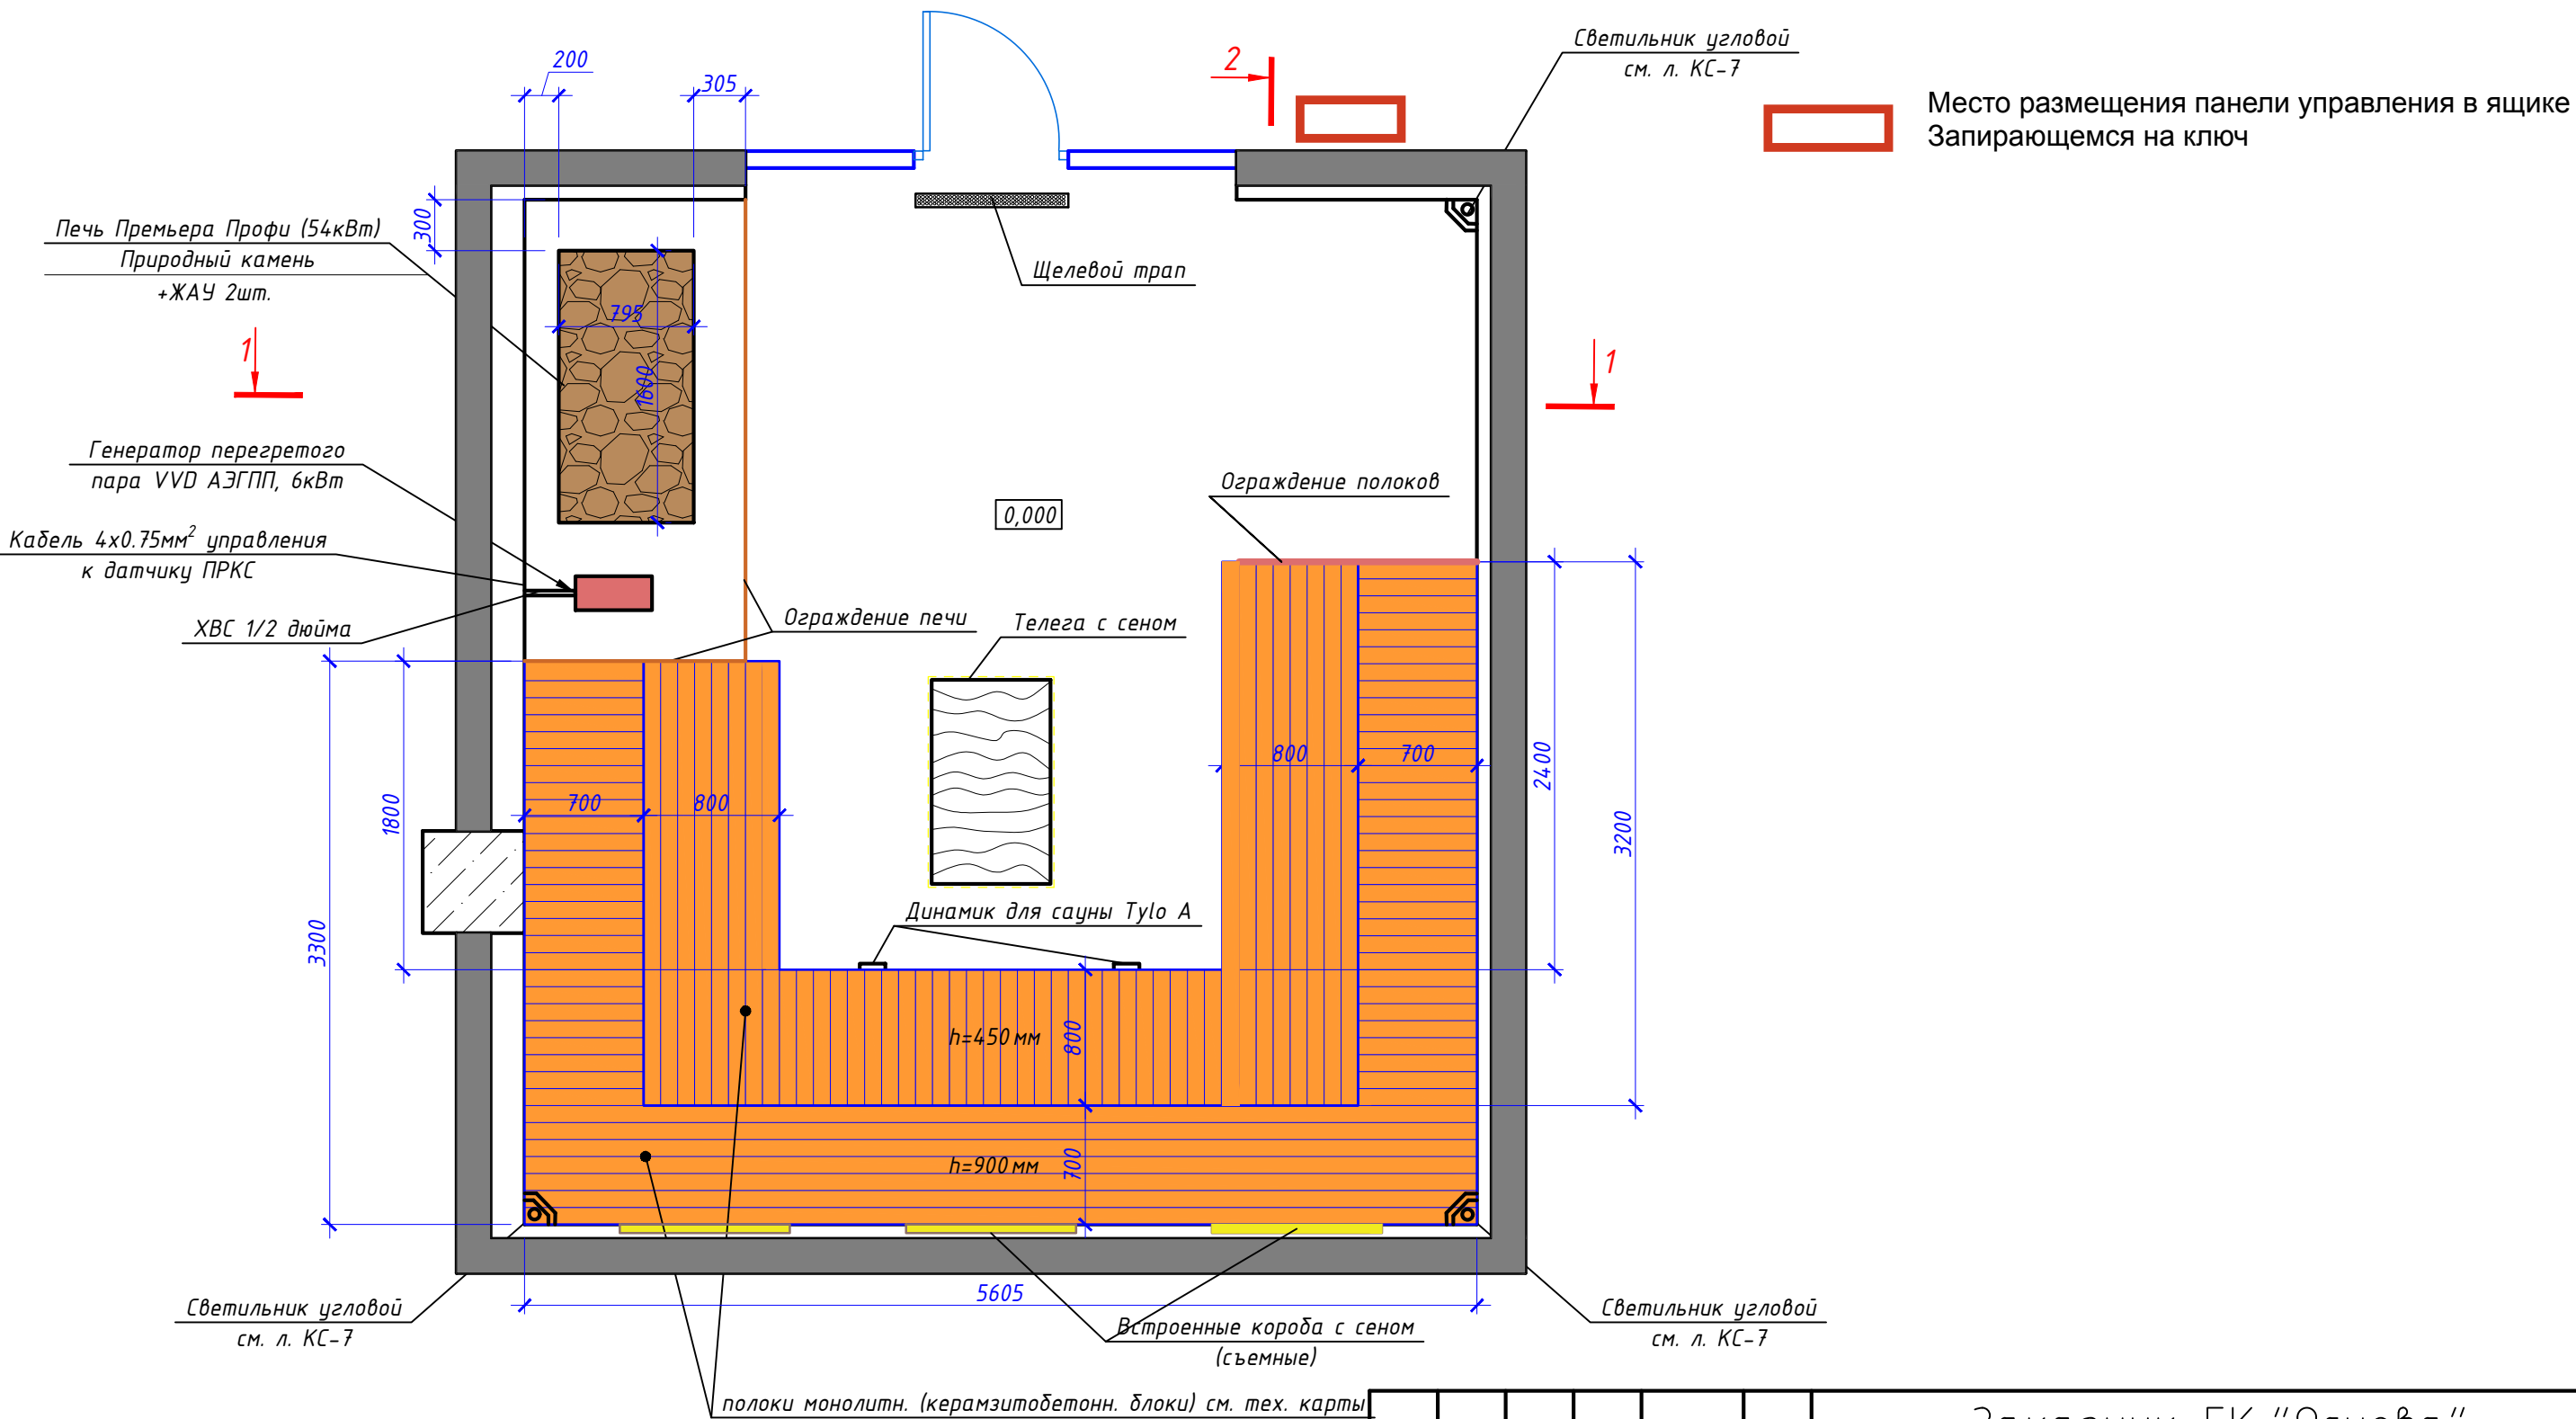 Светильник угловой
см. л. КС-7
Место размещения панели управления в ящике
Запирающемся на ключ
2
200
305
300
Печь Премьера Профи (54кВт)
Природный камень
+ЖАУ 2шт.
Щелевой трап
795
1600
1
1
Генератор перегретого
пара VVD АЭГПП, 6кВт
Ограждение полоков
0,000
Кабель 4х0.75мм² управления
к датчику ПРКС
ХВС 1/2 дюйма
Ограждение печи
Телега с сеном
800
700
2400
700
800
1800
3200
3300
Динамик для сауны Tylo A
h=450 мм
800
h=900 мм
700
5605
Светильник угловой
см. л. КС-7
Встроенные короба с сеном
(съемные)
Светильник угловой
см. л. КС-7
полоки монолитн. (керамзитобетонн. блоки) см. тех. карты